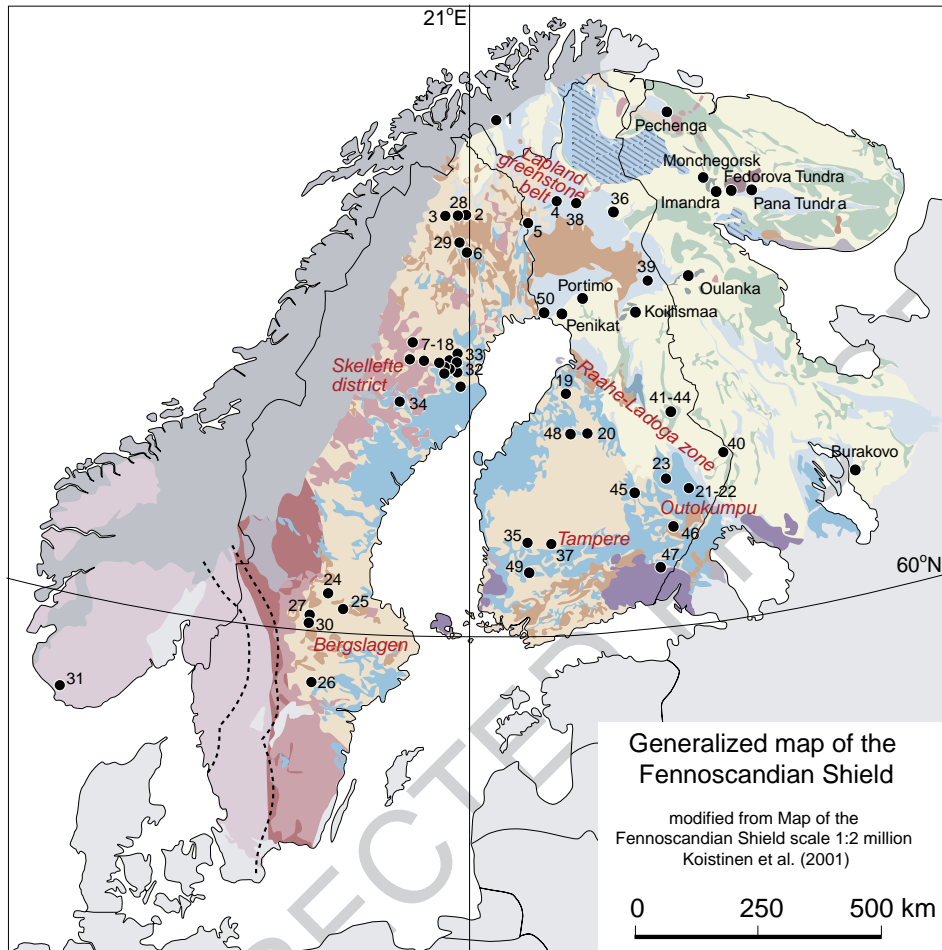 21°E
1
Pechenga
Monchegorsk
Fedorova Tundra
Imandra
Pana Tundra
Lapland
greenstone
belt
4
38
36
3
28
2
5
29
6
39
Oulanka
Portimo
50
Penikat
Koillismaa
7-18
33
32
Skellefte
district
34
19
Raahe-Ladoga zone
41-44
48
20
40
Burakovo
23
45
21-22
Outokumpu
46
35
Tampere
37
47
49
60°N
24
25
27
30
Bergslagen
26
31
Generalized map of the
Fennoscandian Shield
modified from Map of the
Fennoscandian Shield scale 1:2 million
Koistinen et al. (2001)
0
250
500 km